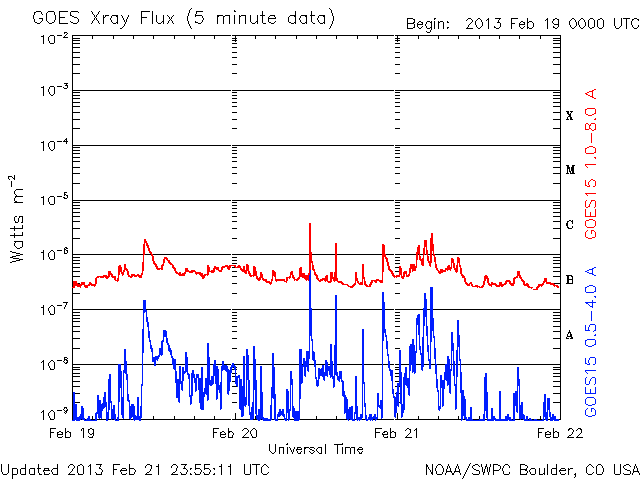 GOES Xray Flux (5 minute data)
Begin: 2013 Feb 19 0000 UTC
10⁻²
10⁻³
10⁻⁴
10⁻⁵
10⁻⁶
10⁻⁷
10⁻⁸
10⁻⁹
Watts m⁻²
X
M
C
B
A
GOES15 1.0-8.0 A
GOES15 0.5-4.0 A
Feb 19
Feb 20
Feb 21
Feb 22
Universal Time
Updated 2013 Feb 21 23:55:11 UTC
NOAA/SWPC Boulder, CO USA